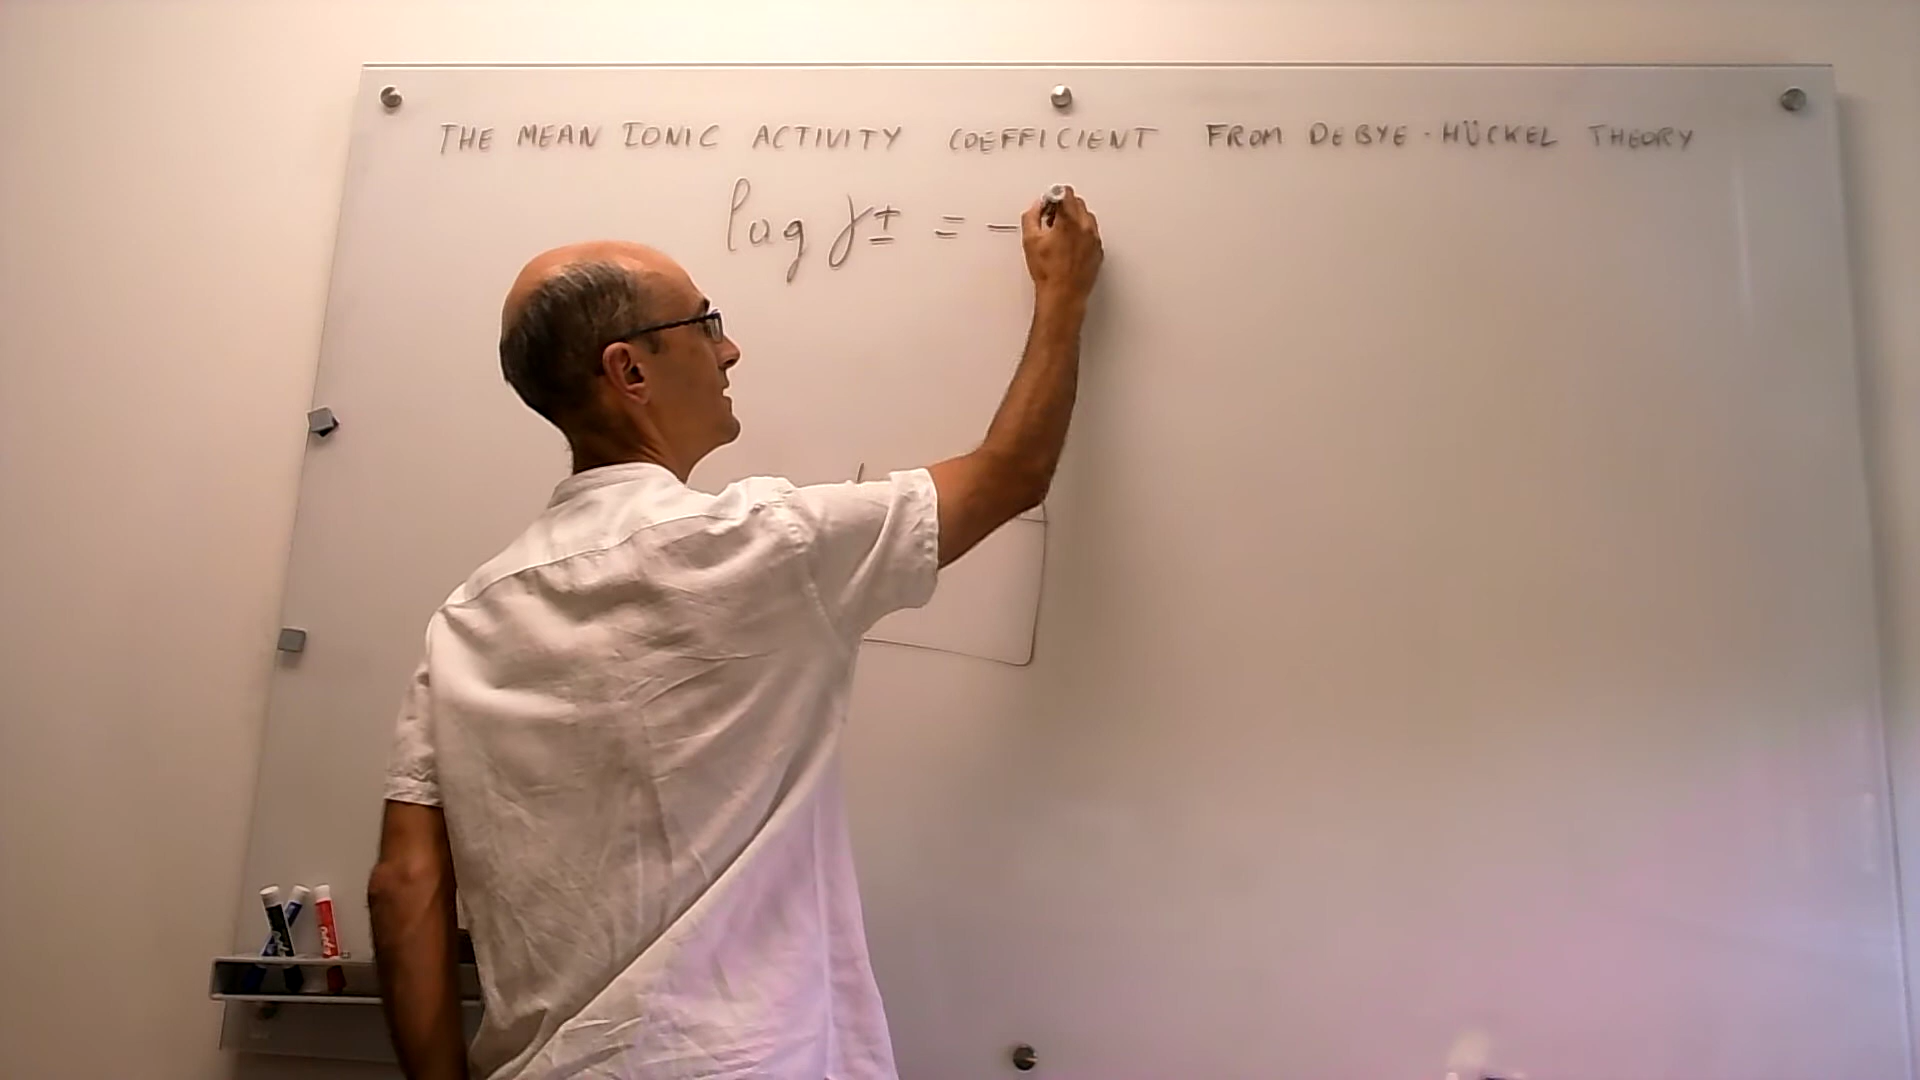 THE MEAN IONIC ACTIVITY COEFFICIENT FROM DEBYE-HÜCKEL THEORY
log γ± = -